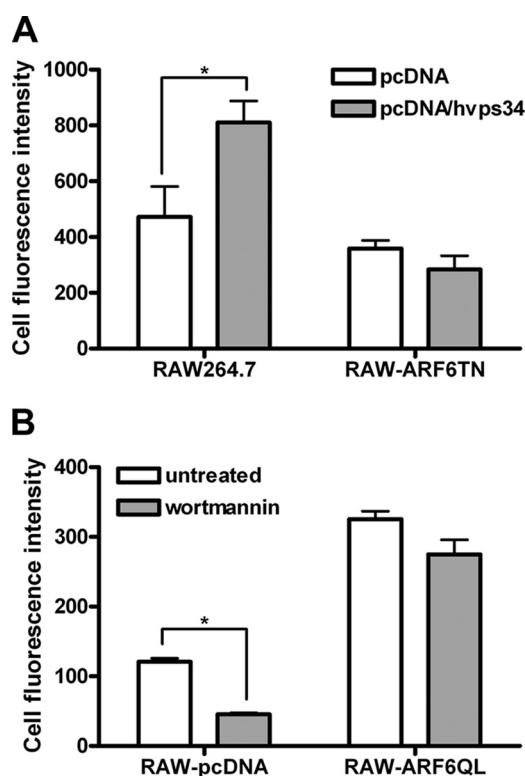 A
Cell fluorescence intensity
1000
800
600
400
200
0
*
pcDNA
pcDNA/hvps34
RAW264.7
RAW-ARF6TN
B
Cell fluorescence intensity
400
300
200
100
0
untreated
wortmannin
*
RAW-pcDNA
RAW-ARF6QL